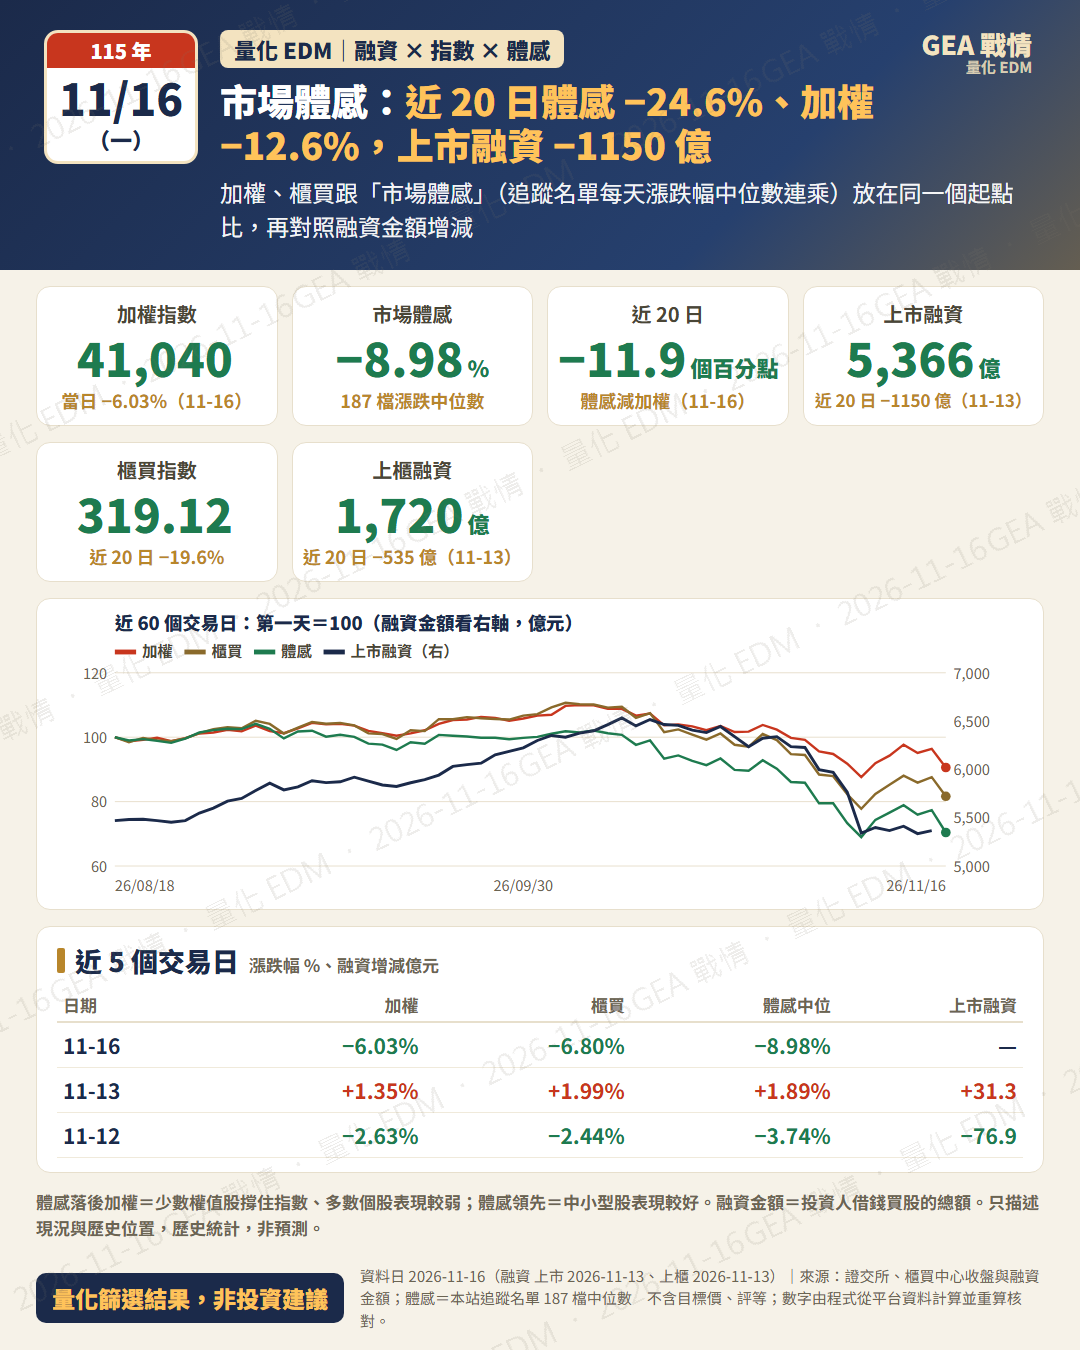 115 年
11/16
（一）
量化 EDM｜融資 × 指數 × 體感
GEA 戰情
量化 EDM
市場體感：近 20 日體感 −24.6%、加權
−12.6%，上市融資 −1150 億
加權、櫃買跟「市場體感」（追蹤名單每天漲跌幅中位數連乘）放在同一個起點
比，再對照融資金額增減
加權指數
41,040
當日 −6.03%（11-16）
市場體感
−8.98 %
187 檔漲跌中位數
近 20 日
−11.9 個百分點
體感減加權（11-16）
上市融資
5,366 億
近 20 日 −1150 億（11-13）
櫃買指數
319.12
近 20 日 −19.6%
上櫃融資
1,720 億
近 20 日 −535 億（11-13）
近 60 個交易日：第一天＝100（融資金額看右軸，億元）
加權 櫃買 體感 上市融資（右）
120 7,000
6,500
100
6,000
80
5,500
60 5,000
26/08/18 26/09/30 26/11/16
近 5 個交易日 漲跌幅 %、融資增減億元
日期 加權 櫃買 體感中位 上市融資
11-16 −6.03% −6.80% −8.98% —
11-13 +1.35% +1.99% +1.89% +31.3
11-12 −2.63% −2.44% −3.74% −76.9
體感落後加權＝少數權值股撐住指數、多數個股表現較弱；體感領先＝中小型股表現較好。融資金額＝投資人借錢買股的總額。只描述
現況與歷史位置，歷史統計，非預測。
量化篩選結果，非投資建議
資料日 2026-11-16（融資 上市 2026-11-13、上櫃 2026-11-13）｜來源：證交所、櫃買中心收盤與融資
金額；體感＝本站追蹤名單 187 檔中位數　不含目標價、評等；數字由程式從平台資料計算並重算核
對。